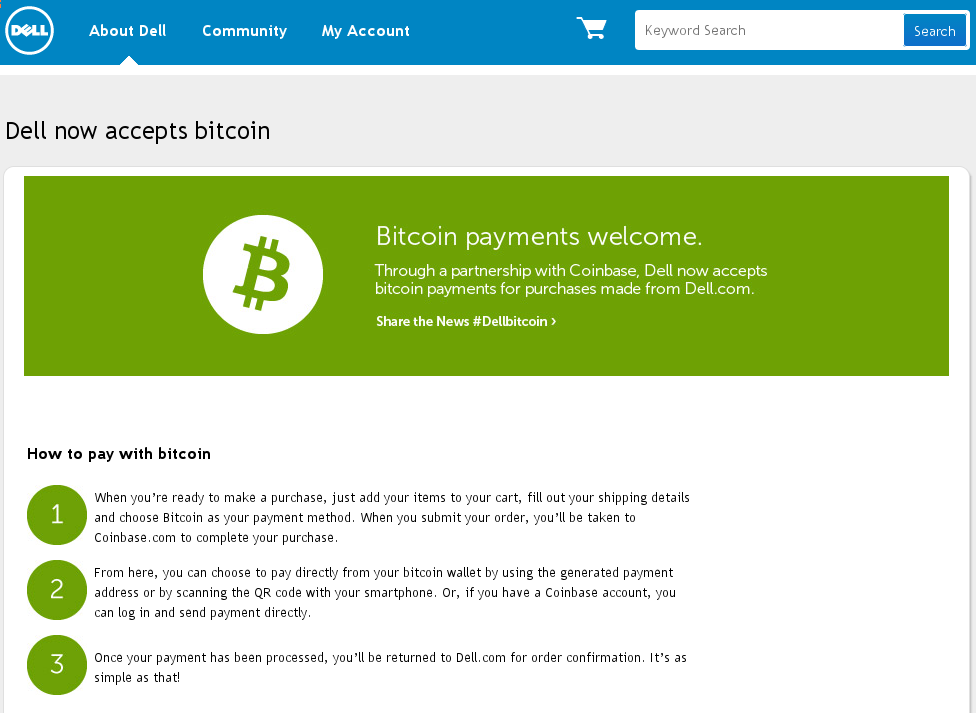 DELL
About Dell Community My Account Keyword Search Search
Dell now accepts bitcoin
Bitcoin payments welcome.
Through a partnership with Coinbase, Dell now accepts
bitcoin payments for purchases made from Dell.com.
Share the News #Dellbitcoin ›
How to pay with bitcoin
1
When you’re ready to make a purchase, just add your items to your cart, fill out your shipping details
and choose Bitcoin as your payment method. When you submit your order, you’ll be taken to
Coinbase.com to complete your purchase.
2
From here, you can choose to pay directly from your bitcoin wallet by using the generated payment
address or by scanning the QR code with your smartphone. Or, if you have a Coinbase account, you
can log in and send payment directly.
3
Once your payment has been processed, you’ll be returned to Dell.com for order confirmation. It’s as
simple as that!